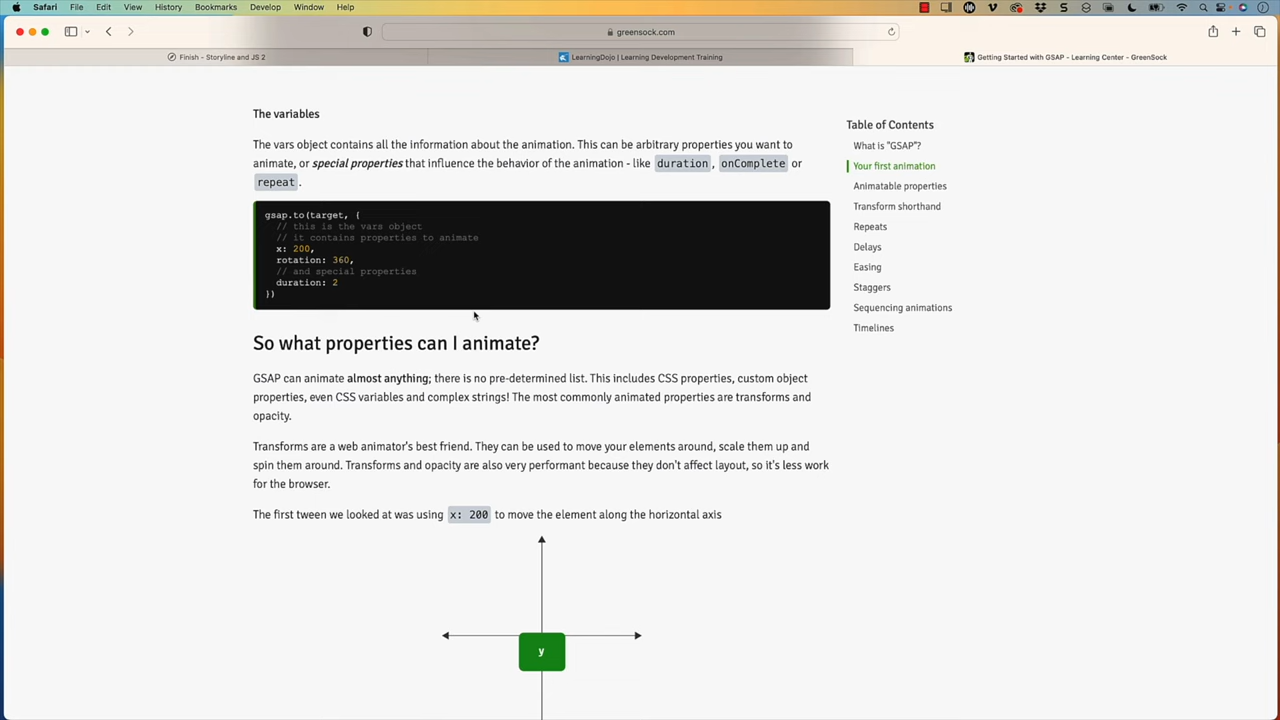 Safari File Edit View History Bookmarks Develop Window Help
greensock.com
Finish - Storyline and JS 2
LearningDojo | Learning Development Training
Getting Started with GSAP - Learning Center - GreenSock
The variables
The vars object contains all the information about the animation. This can be arbitrary properties you want to
animate, or special properties that influence the behavior of the animation - like duration, onComplete or
repeat.
gsap.to(target, {
// this is the vars object
// it contains properties to animate
x: 200,
rotation: 360,
// and special properties
duration: 2
})
So what properties can I animate?
GSAP can animate almost anything; there is no pre-determined list. This includes CSS properties, custom object
properties, even CSS variables and complex strings! The most commonly animated properties are transforms and
opacity.
Transforms are a web animator's best friend. They can be used to move your elements around, scale them up and
spin them around. Transforms and opacity are also very performant because they don't affect layout, so it's less work
for the browser.
The first tween we looked at was using x: 200 to move the element along the horizontal axis
y
Table of Contents
What is "GSAP"?
Your first animation
Animatable properties
Transform shorthand
Repeats
Delays
Easing
Staggers
Sequencing animations
Timelines